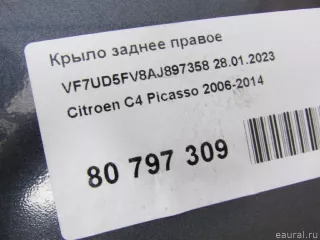 Крыло заднее правое
VF7UD5FV8AJ897358 28.01.2023
Citroen C4 Picasso 2006-2014
80 797 309
eaural.ru